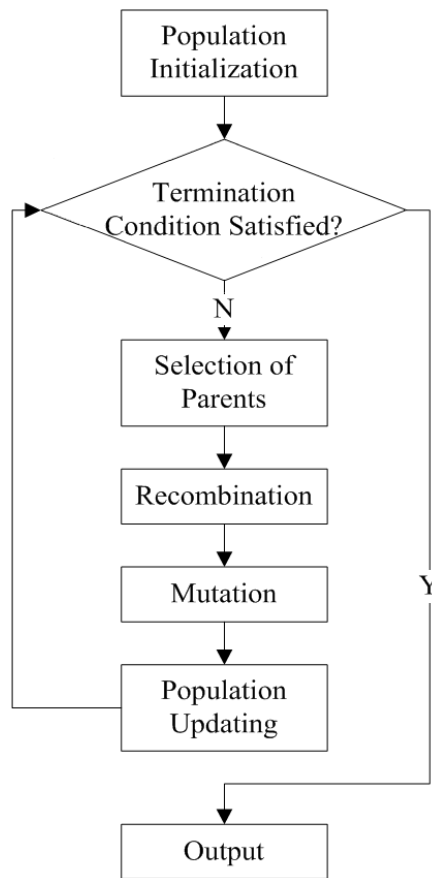 Population
Initialization
Termination
Condition Satisfied?
N
Selection of
Parents
Recombination
Mutation
Y
Population
Updating
Output